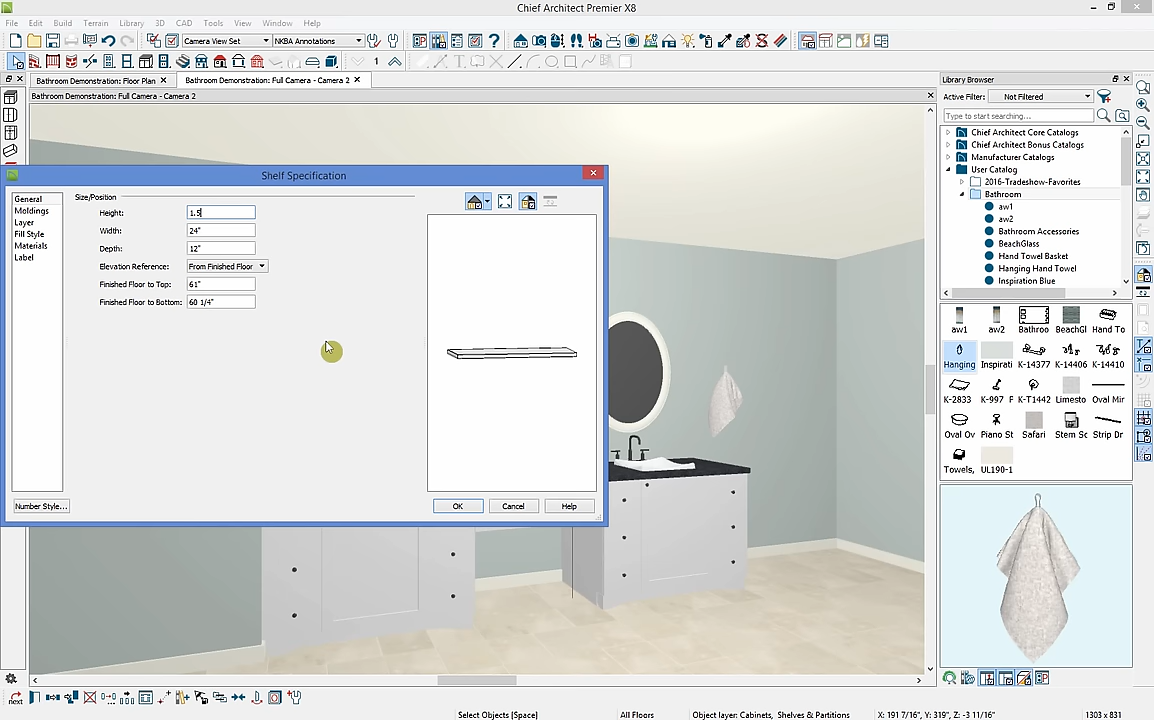 Chief Architect Premier X8
File Edit Build Terrain Library 3D CAD Tools View Window Help
Camera View Set NKBA Annotations
1
Bathroom Demonstration: Floor Plan Bathroom Demonstration: Full Camera - Camera 2
Bathroom Demonstration: Full Camera - Camera 2
Library Browser
Active Filter: Not Filtered
Type to start searching...
Chief Architect Core Catalogs
Chief Architect Bonus Catalogs
Manufacturer Catalogs
User Catalog
2016-Tradeshow-Favorites
Bathroom
aw1
aw2
Bathroom Accessories
BeachGlass
Hand Towel Basket
Hanging Hand Towel
Inspiration Blue
aw1 aw2 Bathroo BeachGl Hand To
Hanging Inspirati K-14377 K-14406 K-14410
K-2833 K-997 F K-T1442 Limesto Oval Mir
Oval Ov Piano St Safari Stem Sc Strip Dr
Towels, UL190-1
Shelf Specification
General
Moldings
Layer
Fill Style
Materials
Label
Size/Position
Height: 1.5
Width: 24"
Depth: 12"
Elevation Reference: From Finished Floor
Finished Floor to Top: 61"
Finished Floor to Bottom: 60 1/4"
Number Style... OK Cancel Help
next
Select Objects [Space] All Floors Object layer: Cabinets, Shelves & Partitions X: 191 7/16", Y: 319", Z: -3 11/16" 1303 x 831